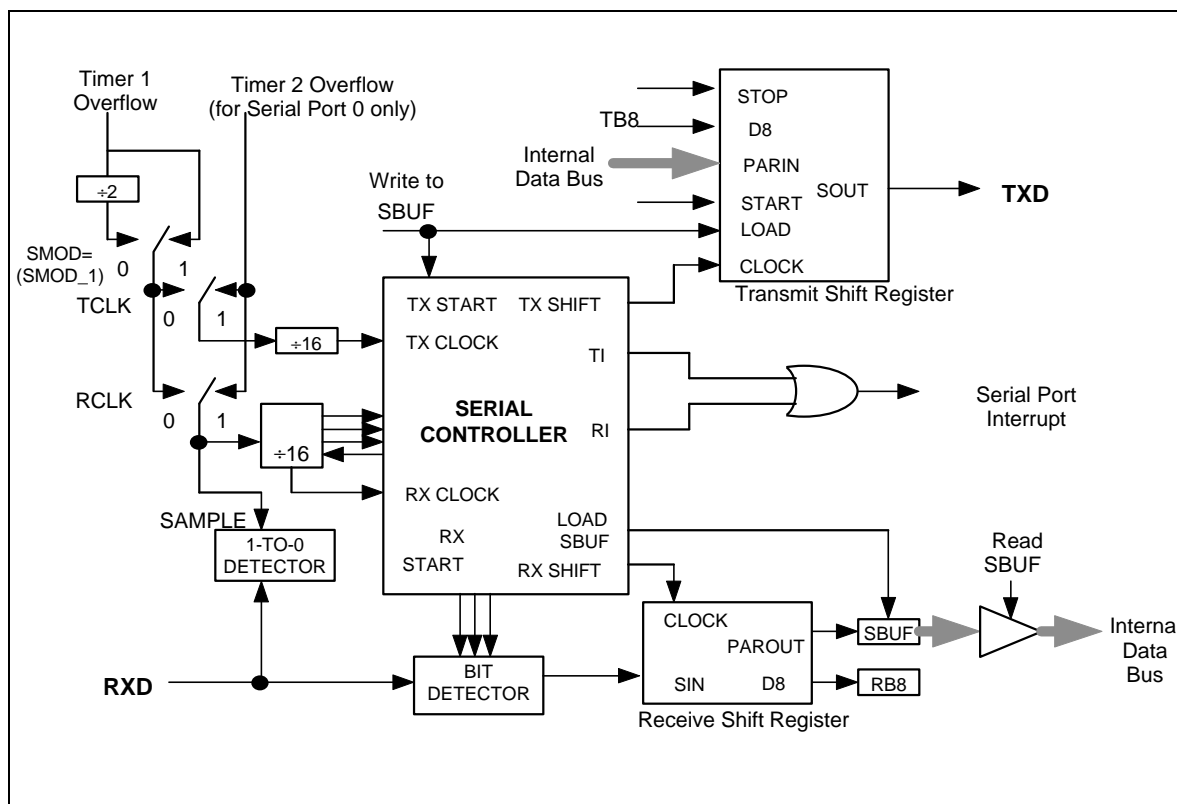 Timer 1
Overflow
Timer 2 Overflow
(for Serial Port 0 only)
÷2
SMOD=
(SMOD_1)
0
1
TCLK
0
1
÷16
RCLK
0
1
÷16
SAMPLE
1-TO-0
DETECTOR
RXD
Write to
SBUF
TX START
TX SHIFT
TX CLOCK
TI
SERIAL
CONTROLLER
RI
RX CLOCK
LOAD
SBUF
RX
START
RX SHIFT
BIT
DETECTOR
TB8
Internal
Data Bus
STOP
D8
PARIN
SOUT
START
LOAD
CLOCK
Transmit Shift Register
TXD
Serial Port
Interrupt
CLOCK
PAROUT
SIN
D8
Receive Shift Register
SBUF
RB8
Read
SBUF
Internal
Data
Bus